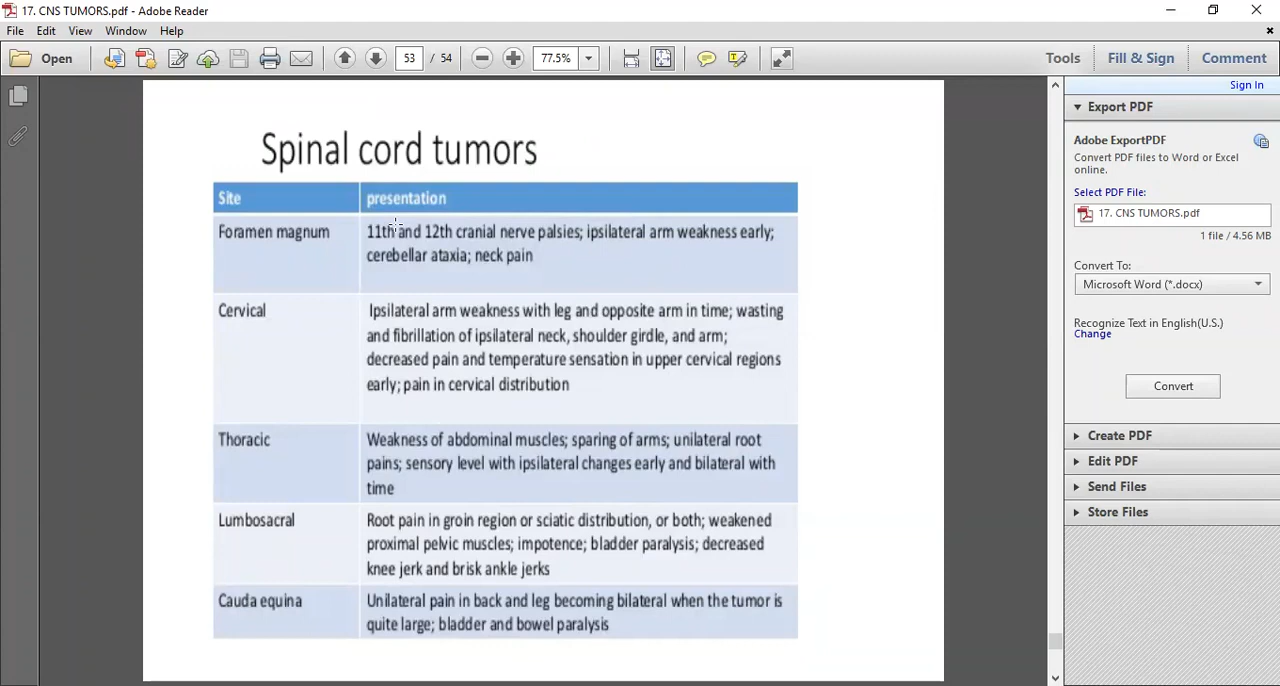 17. CNS TUMORS.pdf - Adobe Reader
File Edit View Window Help
Open 53 / 54 77.5% Tools Fill & Sign Comment
Sign In
Export PDF
Adobe ExportPDF
Convert PDF files to Word or Excel
online.
Select PDF File:
17. CNS TUMORS.pdf
1 file / 4.56 MB
Convert To:
Microsoft Word (*.docx)
Recognize Text in English(U.S.)
Change
Convert
Create PDF
Edit PDF
Send Files
Store Files
Spinal cord tumors
Site presentation
Foramen magnum 11th and 12th cranial nerve palsies; ipsilateral arm weakness early;
cerebellar ataxia; neck pain
Cervical Ipsilateral arm weakness with leg and opposite arm in time; wasting
and fibrillation of ipsilateral neck, shoulder girdle, and arm;
decreased pain and temperature sensation in upper cervical regions
early; pain in cervical distribution
Thoracic Weakness of abdominal muscles; sparing of arms; unilateral root
pains; sensory level with ipsilateral changes early and bilateral with
time
Lumbosacral Root pain in groin region or sciatic distribution, or both; weakened
proximal pelvic muscles; impotence; bladder paralysis; decreased
knee jerk and brisk ankle jerks
Cauda equina Unilateral pain in back and leg becoming bilateral when the tumor is
quite large; bladder and bowel paralysis